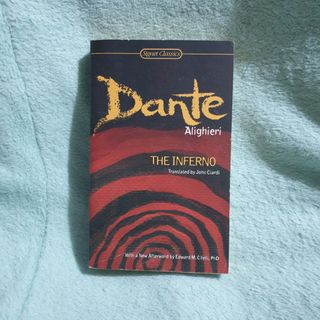 Signet Classics
Dante
Alighieri
THE INFERNO
Translated by John Ciardi
With a New Afterword by Edward M. Cifelli, PhD